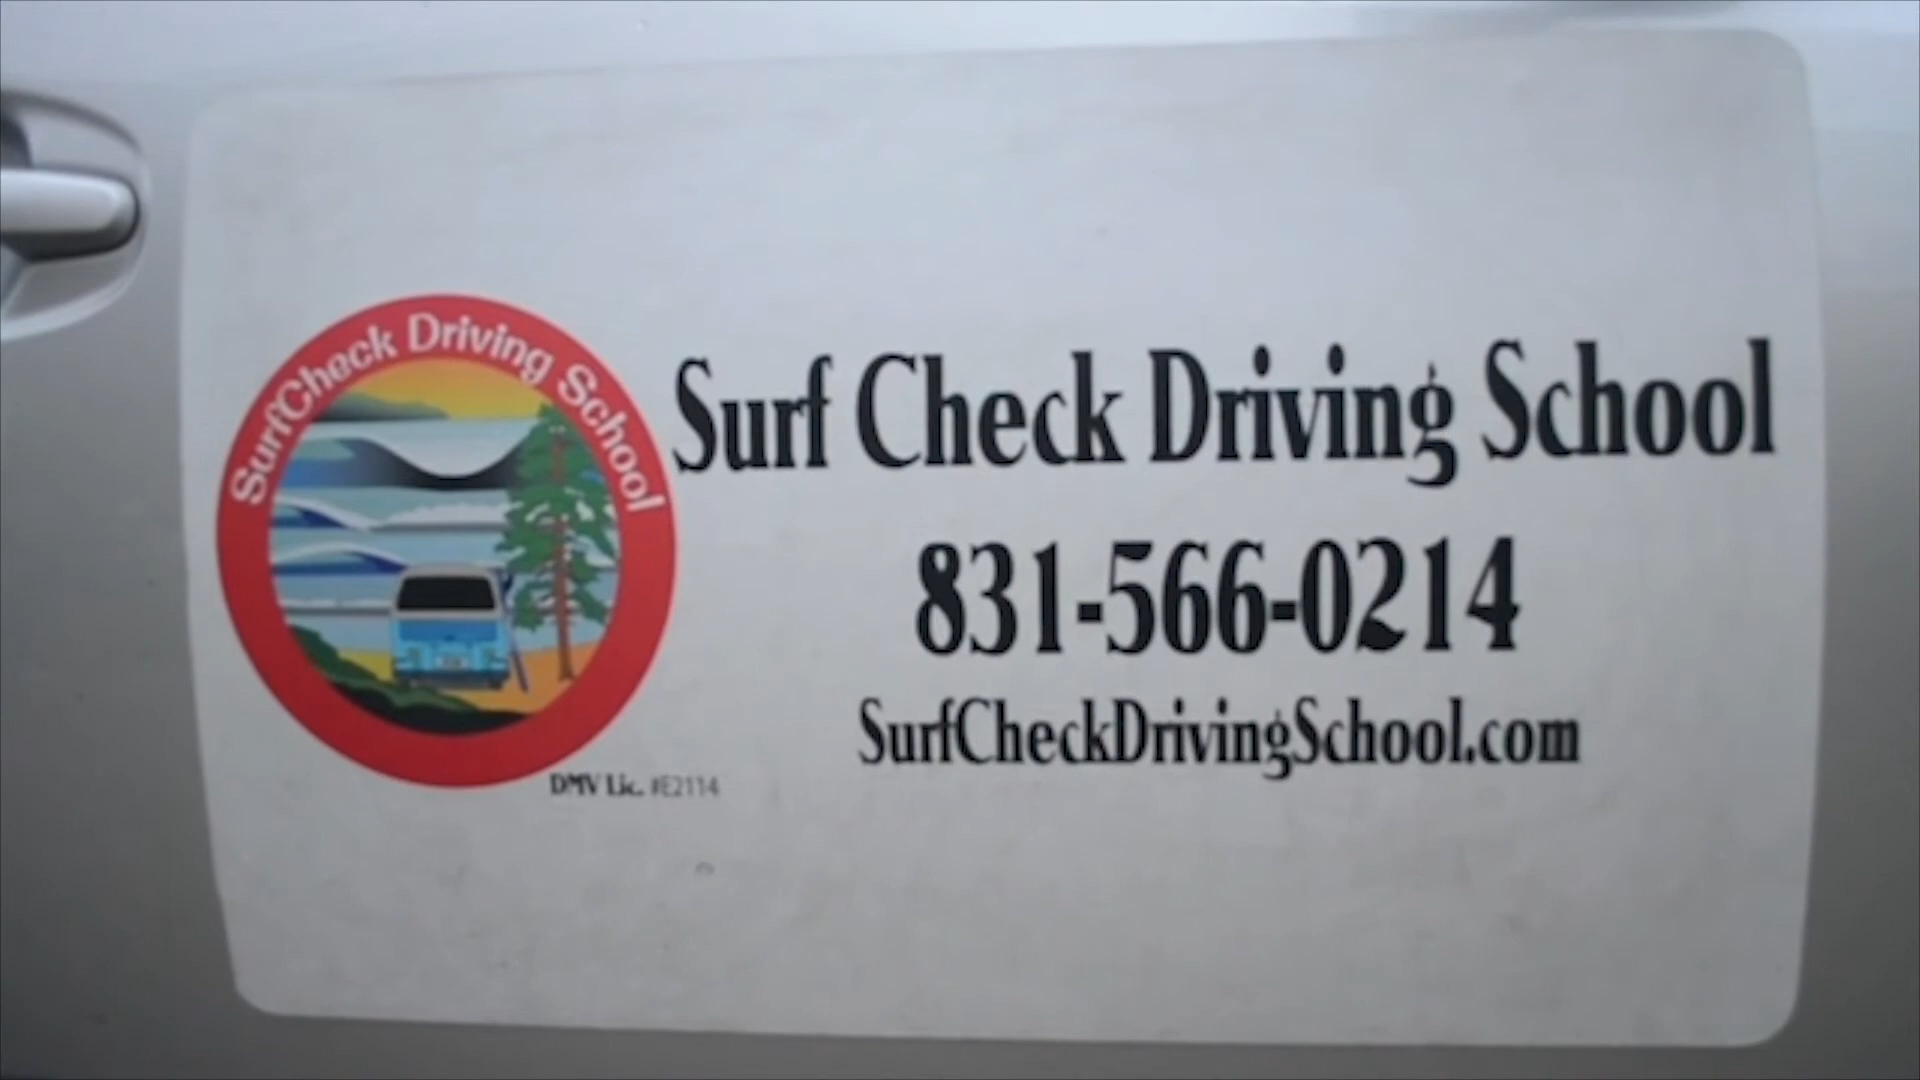 SurfCheck Driving School
Surf Check Driving School
831-566-0214
SurfCheckDrivingSchool.com
DMV Lic. #E2114